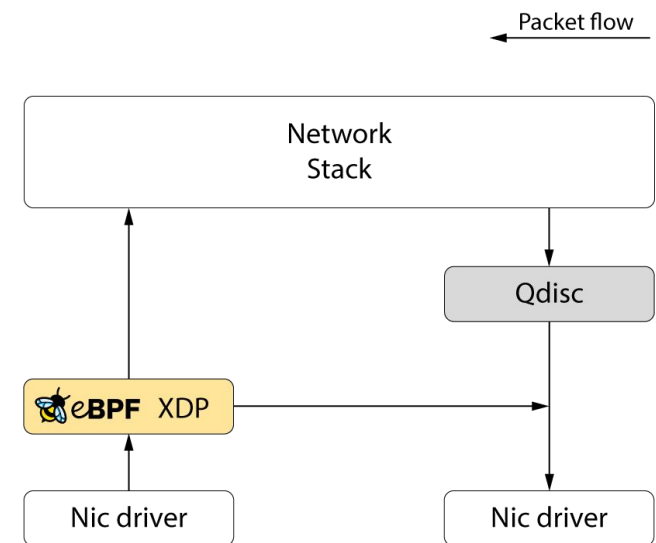 Packet flow
Network
Stack
Qdisc
eBPF XDP
Nic driver
Nic driver